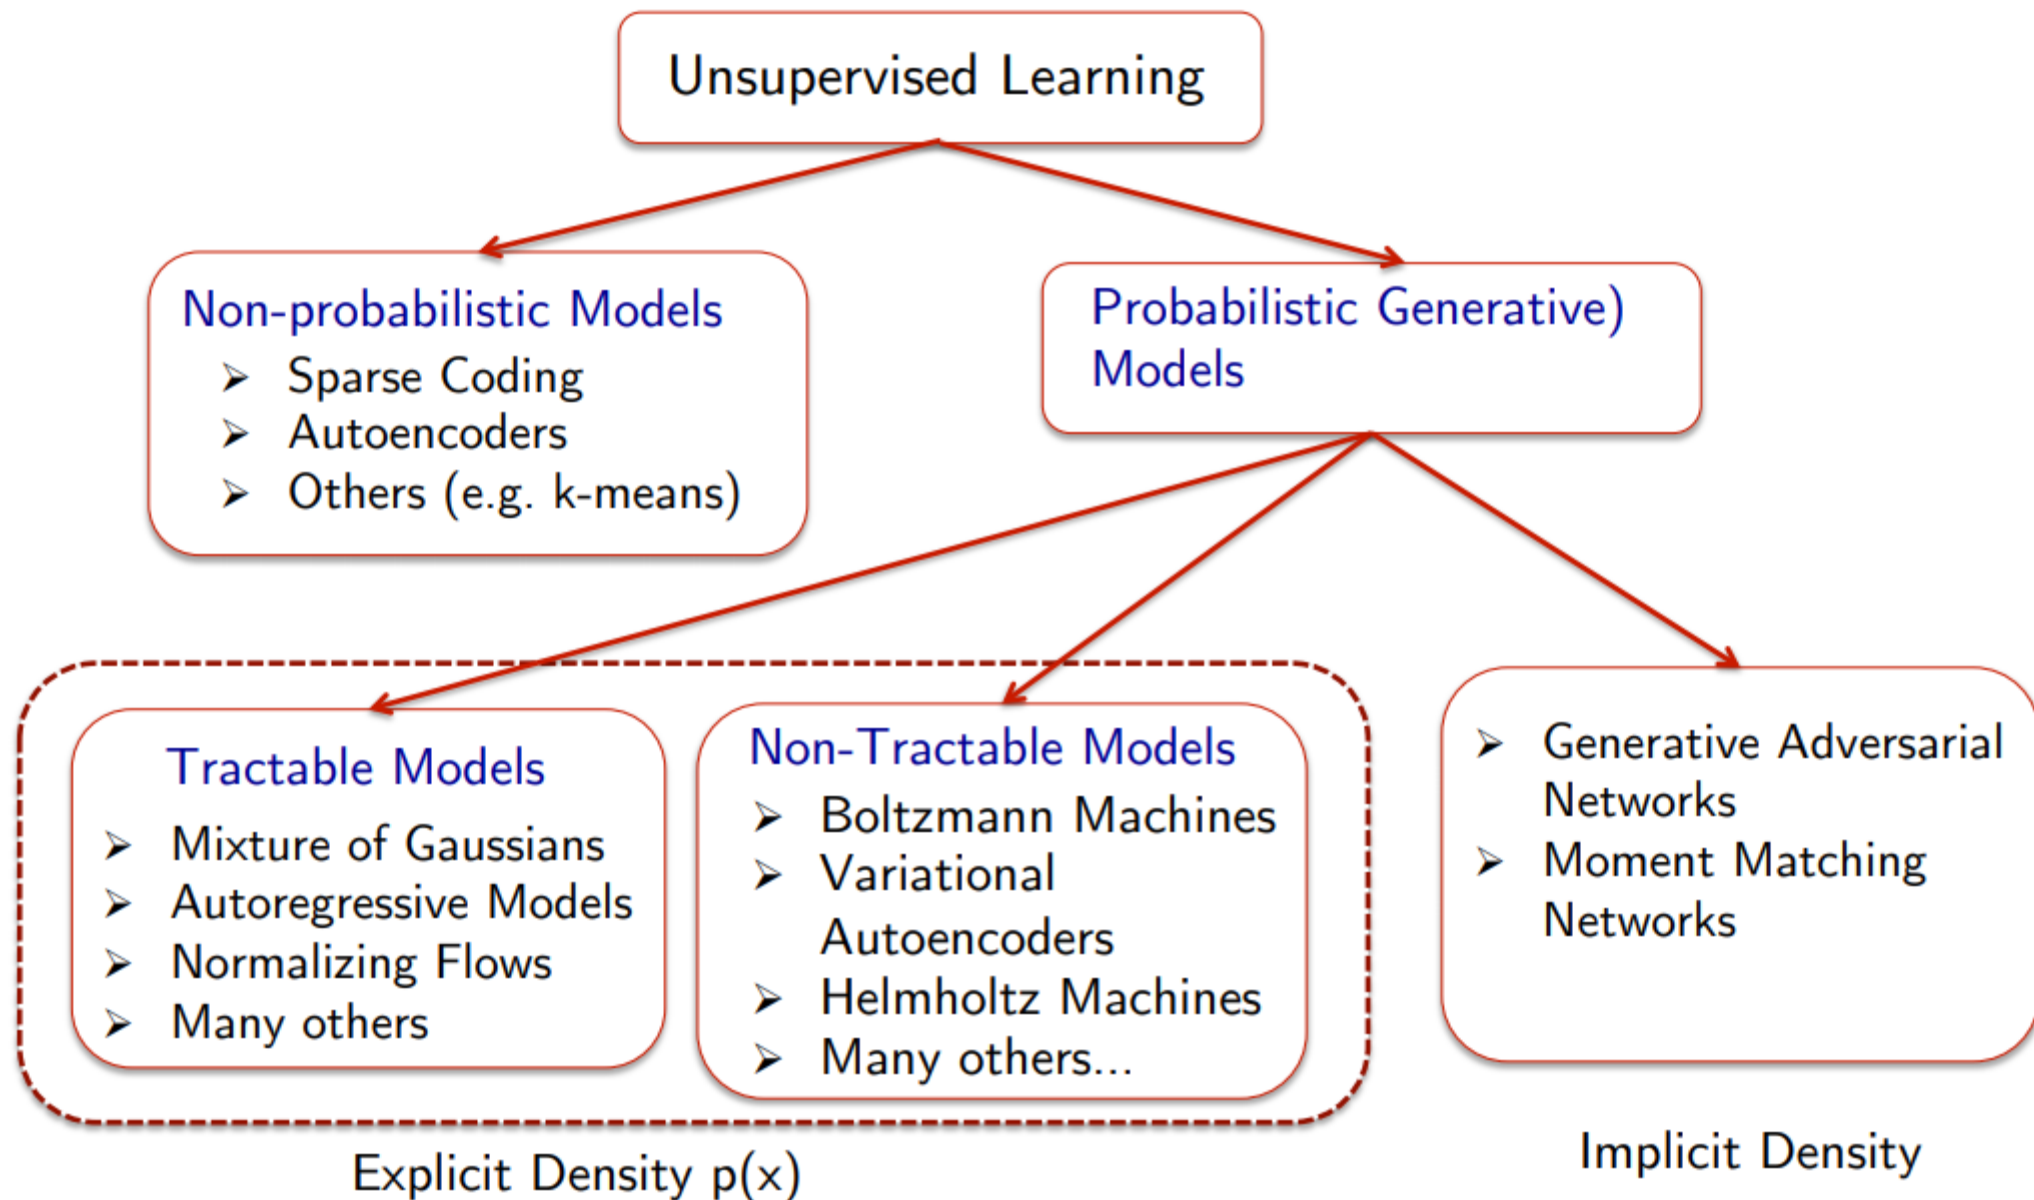 Unsupervised Learning
Non-probabilistic Models
➢ Sparse Coding
➢ Autoencoders
➢ Others (e.g. k-means)
Probabilistic Generative)
Models
Tractable Models
➢ Mixture of Gaussians
➢ Autoregressive Models
➢ Normalizing Flows
➢ Many others
Non-Tractable Models
➢ Boltzmann Machines
➢ Variational
Autoencoders
➢ Helmholtz Machines
➢ Many others...
➢ Generative Adversarial
Networks
➢ Moment Matching
Networks
Explicit Density p(x)
Implicit Density